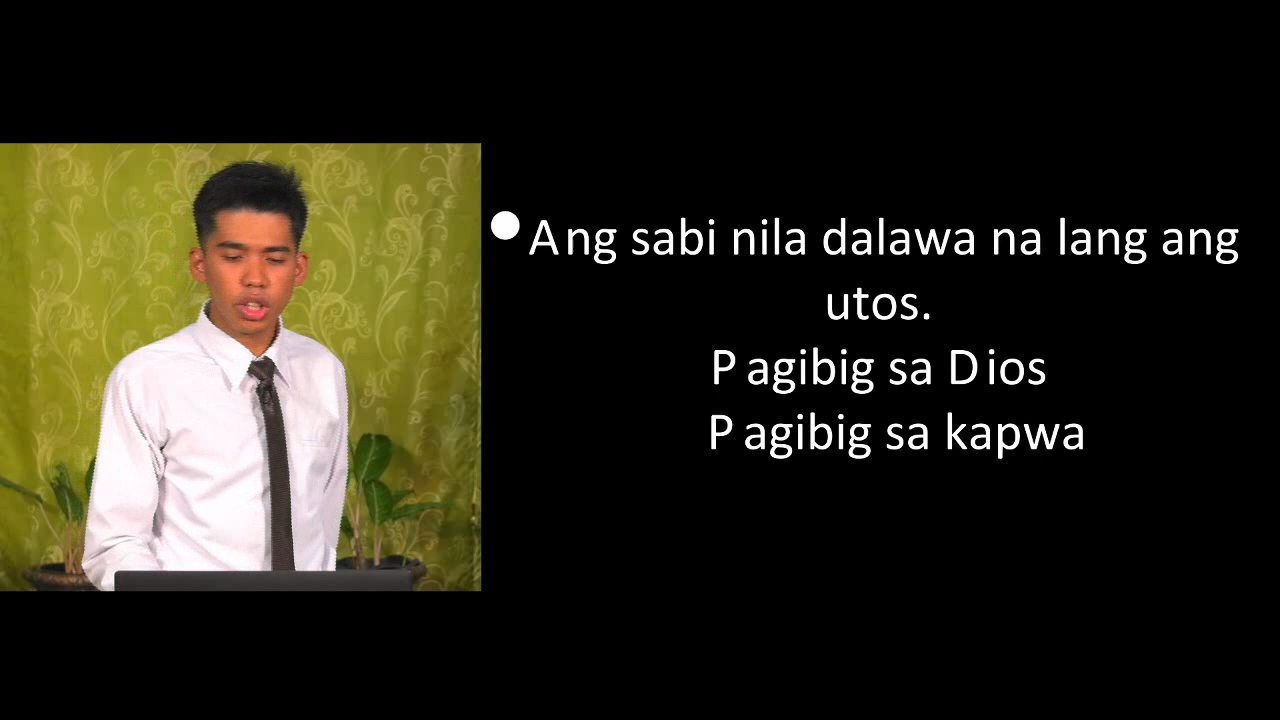 •Ang sabi nila dalawa na lang ang
utos.
Pagibig sa Dios
Pagibig sa kapwa